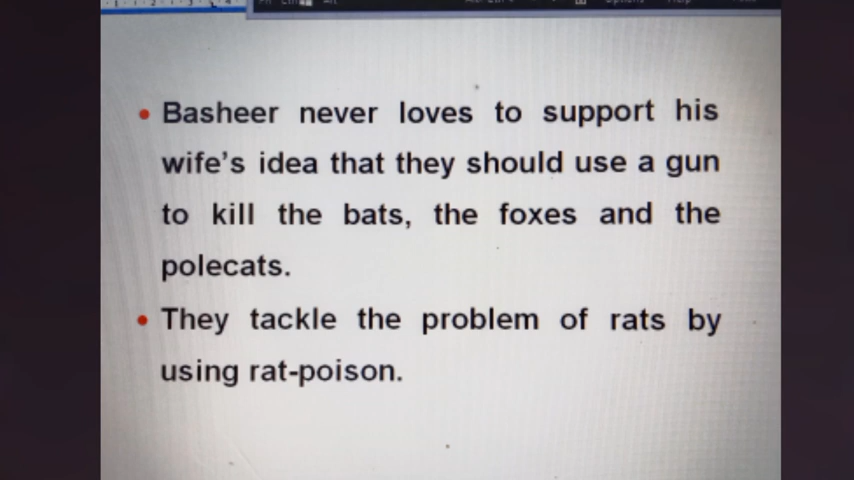 • Basheer never loves to support his
wife's idea that they should use a gun
to kill the bats, the foxes and the
polecats.
• They tackle the problem of rats by
using rat-poison.